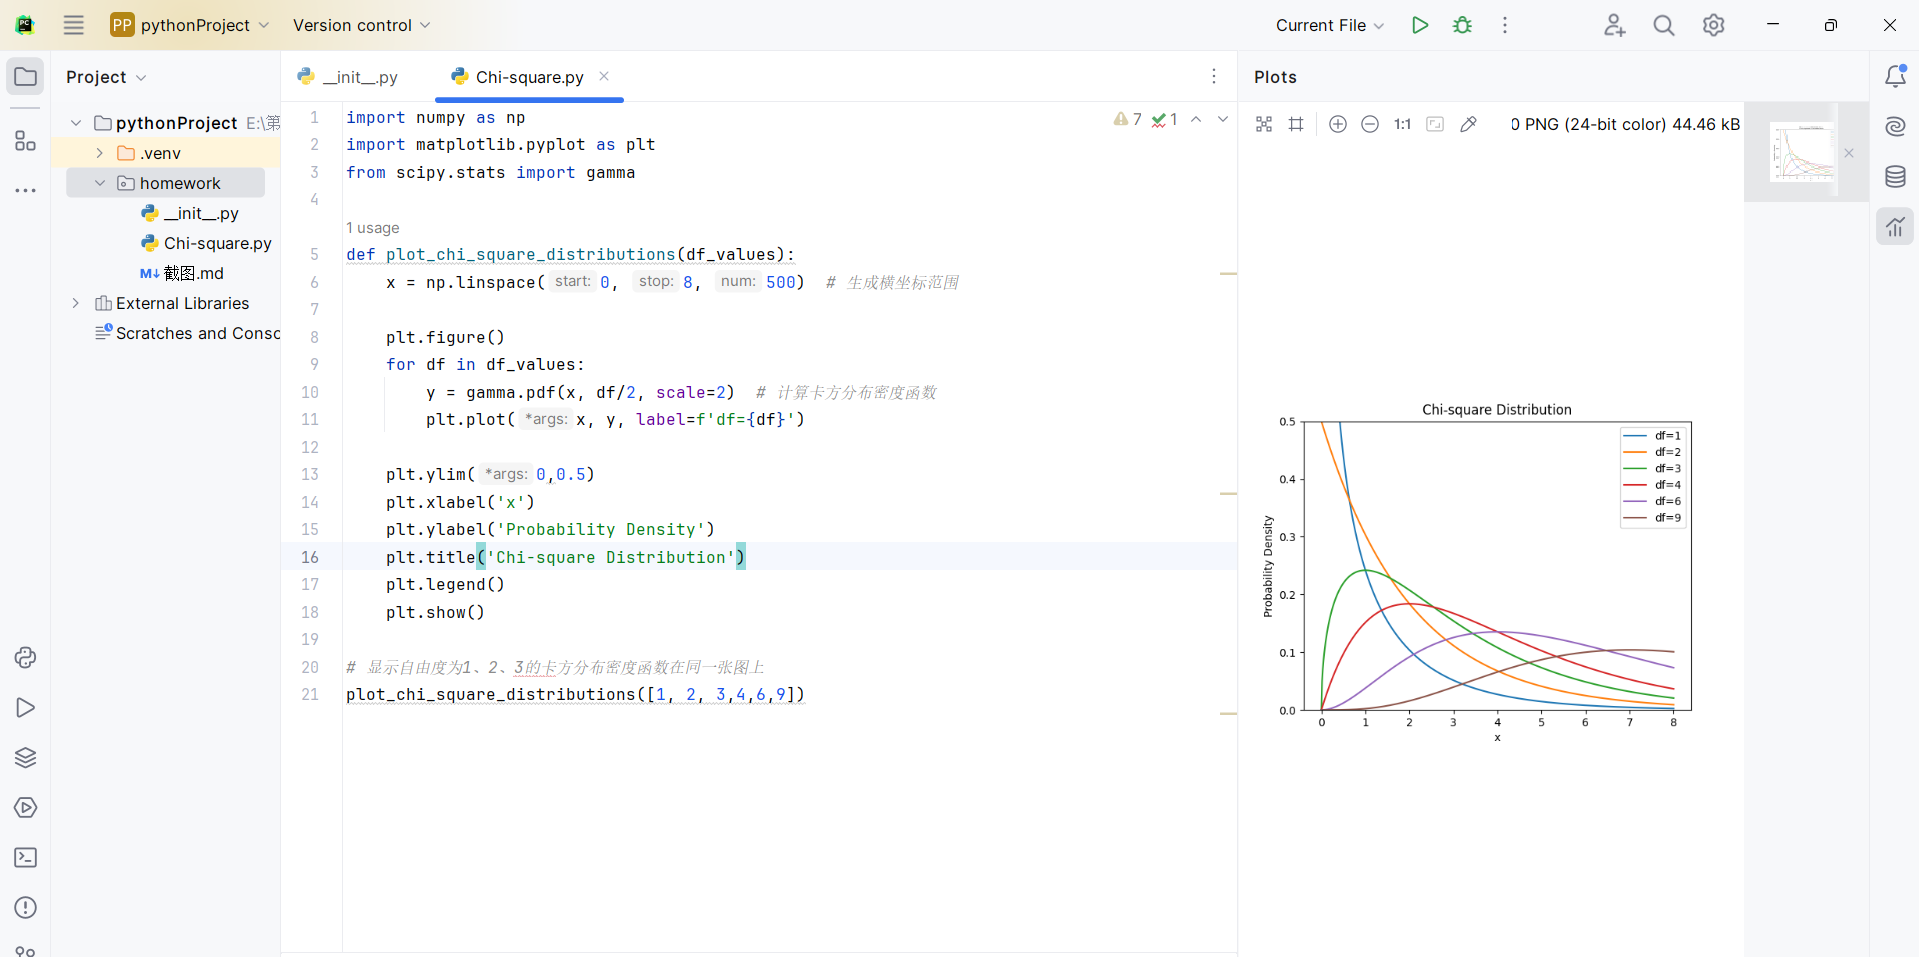 PP pythonProject Version control Current File
Project
__init__.py Chi-square.py
Plots
pythonProject E:\第
.venv
homework
__init__.py
Chi-square.py
M↓ 截图.md
External Libraries
Scratches and Consc
7 1
1 import numpy as np
2 import matplotlib.pyplot as plt
3 from scipy.stats import gamma
4
1 usage
5 def plot_chi_square_distributions(df_values):
6 x = np.linspace( start: 0, stop: 8, num: 500) # 生成横坐标范围
7
8 plt.figure()
9 for df in df_values:
10 y = gamma.pdf(x, df/2, scale=2) # 计算卡方分布密度函数
11 plt.plot( *args: x, y, label=f'df={df}')
12
13 plt.ylim( *args: 0,0.5)
14 plt.xlabel('x')
15 plt.ylabel('Probability Density')
16 plt.title('Chi-square Distribution')
17 plt.legend()
18 plt.show()
19
20 # 显示自由度为1、2、3的卡方分布密度函数在同一张图上
21 plot_chi_square_distributions([1, 2, 3,4,6,9])
1:1 0 PNG (24-bit color) 44.46 kB
Chi-square Distribution
0.5
0.4
0.3
0.2
0.1
0.0
Probability Density
df=1
df=2
df=3
df=4
df=6
df=9
0 1 2 3 4 5 6 7 8
x